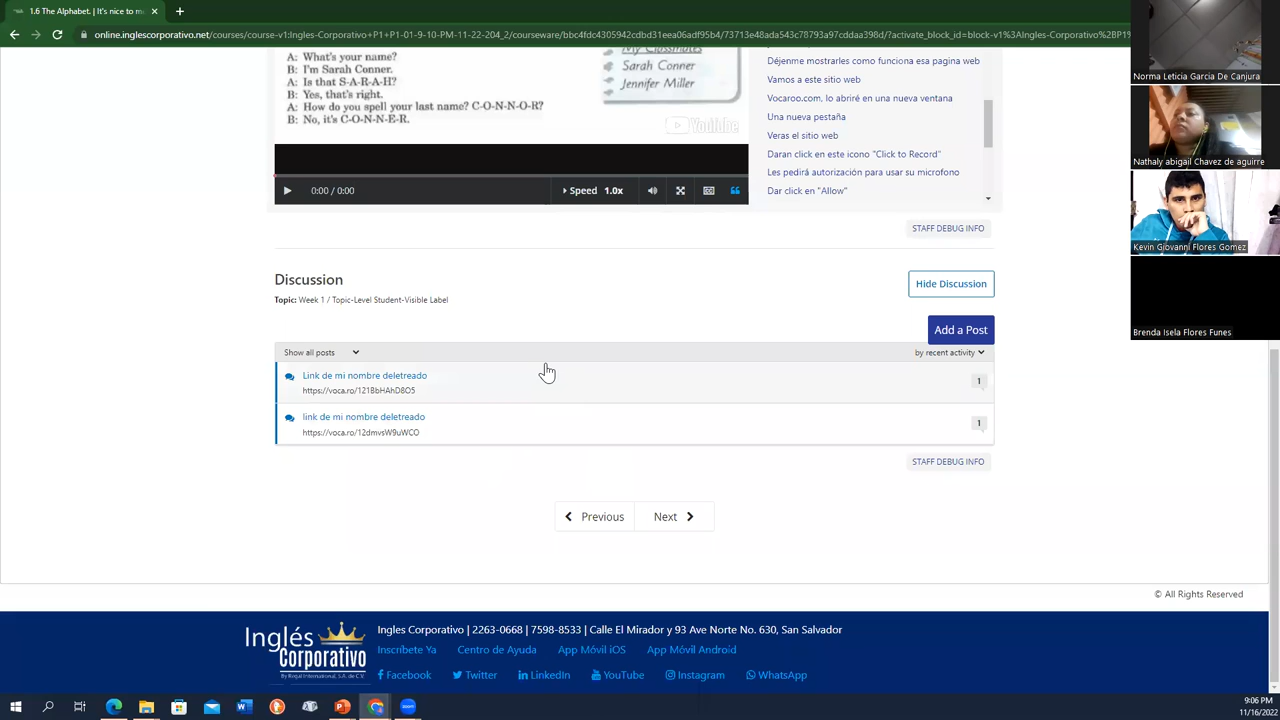 1.6 The Alphabet. | It's nice to m
online.inglescorporativo.net/courses/course-v1:Ingles-Corporativo+P1+P1-01-9-10-PM-11-22-204_2/courseware/bbc4fdc4305942cdbd31eea06adf95b4/73713e48ada543c78793a97cddaa398d/?activate_block_id=block-v1%3AIngles-Corporativo%2BP1%
A: What's your name?
B: I'm Sarah Conner.
A: Is that S-A-R-A-H?
B: Yes, that's right.
A: How do you spell your last name? C-O-N-N-O-R?
B: No, it's C-O-N-N-E-R.
My Classmates
Sarah Conner
Jennifer Miller
YouTube
0:00 / 0:00
Speed 1.0x
Déjenme mostrarles como funciona esa pagina web
Vamos a este sitio web
Vocaroo.com, lo abriré en una nueva ventana
Una nueva pestaña
Veras el sitio web
Daran click en este icono "Click to Record"
Les pedirá autorización para usar su microfono
Dar click en "Allow"
STAFF DEBUG INFO
Discussion
Hide Discussion
Topic: Week 1 / Topic-Level Student-Visible Label
Add a Post
Show all posts
by recent activity
Link de mi nombre deletreado
https://voca.ro/121BbHAhD8O5
1
link de mi nombre deletreado
https://voca.ro/12dmvsW9uWCO
1
STAFF DEBUG INFO
Previous
Next
© All Rights Reserved
Inglés Corporativo
By Regal International, S.A. de C.V.
Ingles Corporativo | 2263-0668 | 7598-8533 | Calle El Mirador y 93 Ave Norte No. 630, San Salvador
Inscríbete Ya
Centro de Ayuda
App Móvil iOS
App Móvil Android
Facebook
Twitter
LinkedIn
YouTube
Instagram
WhatsApp
Norma Leticia Garcia De Canjura
Nathaly abigail Chavez de aguirre
Kevin Giovanni Flores Gomez
Brenda Isela Flores Funes
zoom
9:06 PM
11/16/2022